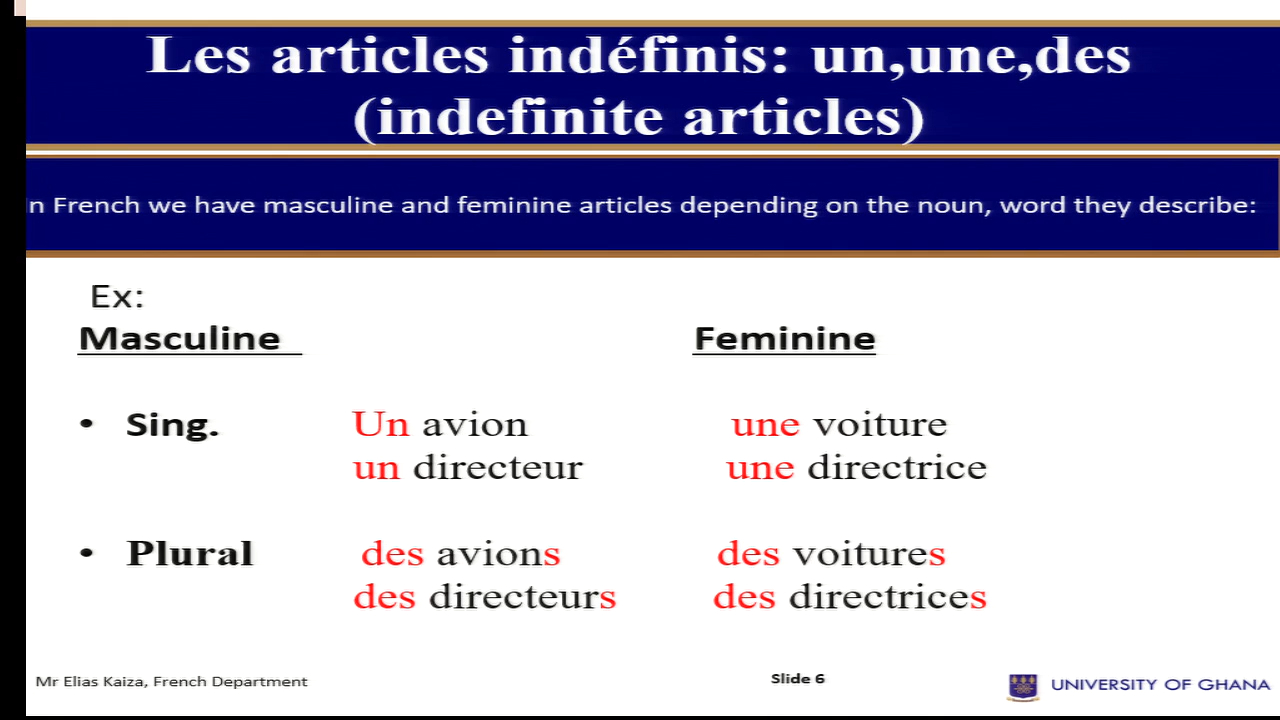 Les articles indéfinis: un,une,des
(indefinite articles)
n French we have masculine and feminine articles depending on the noun, word they describe:
Ex:
Masculine Feminine
• Sing. Un avion une voiture
un directeur une directrice
• Plural des avions des voitures
des directeurs des directrices
Mr Elias Kaiza, French Department Slide 6 UNIVERSITY OF GHANA